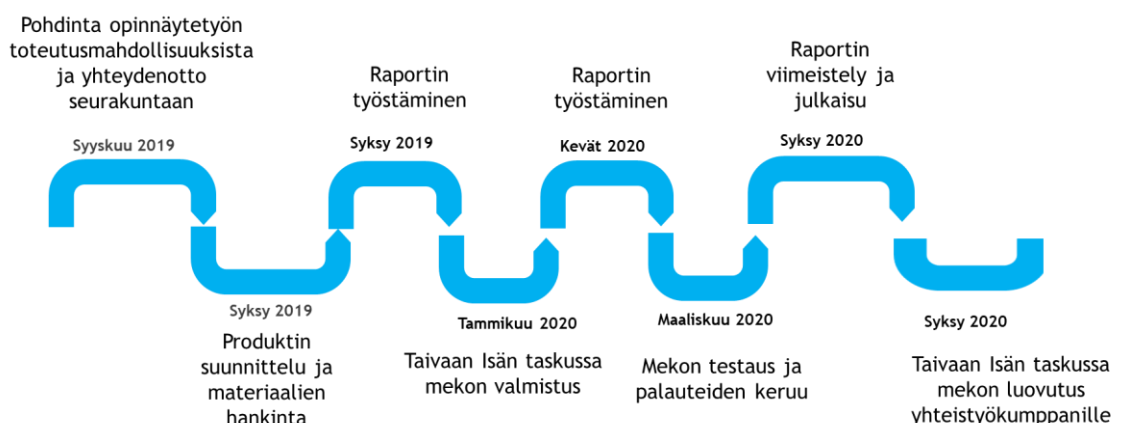 Pohdinta opinnäytetyön
toteutusmahdollisuuksista
ja yhteydenotto
seurakuntaan
Syyskuu 2019
Syksy 2019
Produktin
suunnittelu ja
materiaalien
hankinta
Raportin
työstäminen
Syksy 2019
Tammikuu 2020
Taivaan Isän taskussa
mekon valmistus
Raportin
työstäminen
Kevät 2020
Maaliskuu 2020
Mekon testaus ja
palauteiden keruu
Raportin
viimeistely ja
julkaisu
Syksy 2020
Syksy 2020
Taivaan Isän taskussa
mekon luovutus
yhteistyökumppanille